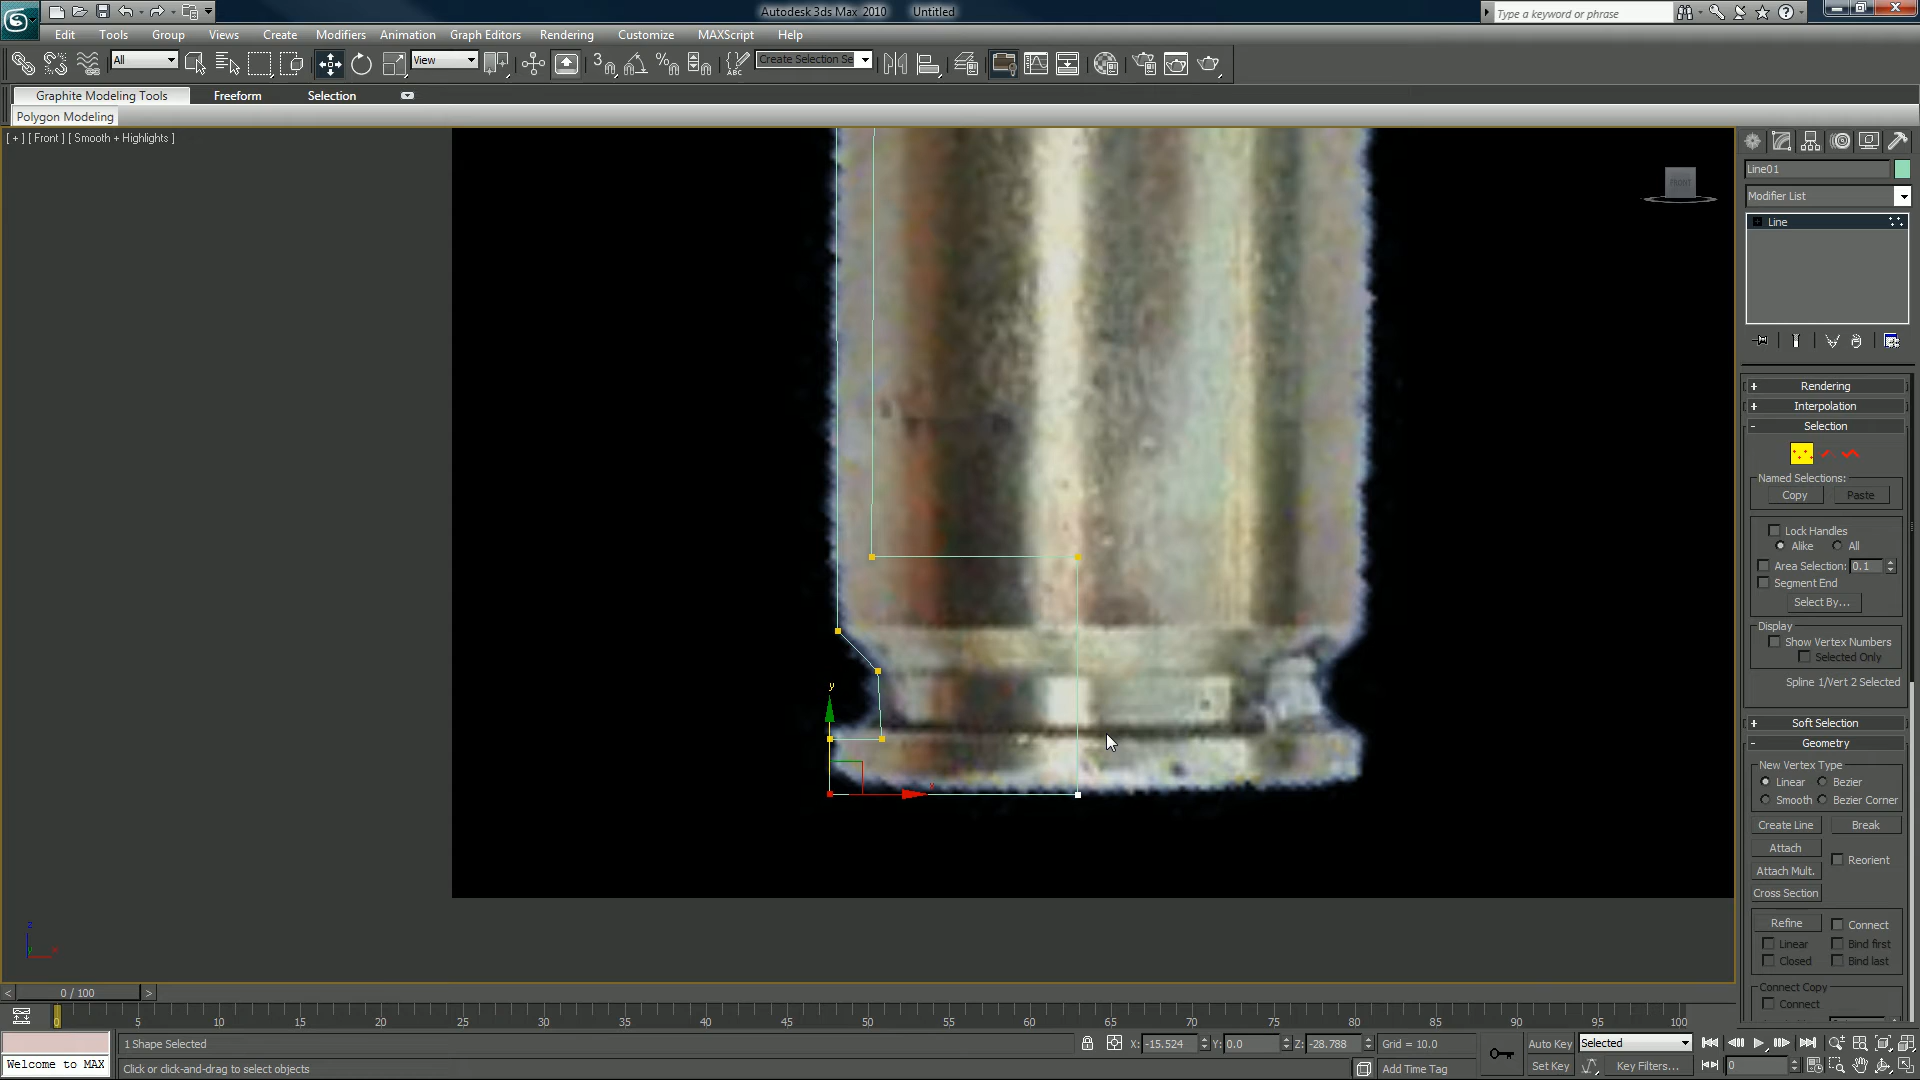 Autodesk 3ds Max 2010 Untitled
Type a keyword or phrase
Edit Tools Group Views Create Modifiers Animation Graph Editors Rendering Customize MAXScript Help
All View Create Selection Se
3
ABC
Graphite Modeling Tools Freeform Selection
Polygon Modeling
[ + ] [ Front ] [ Smooth + Highlights ]
FRONT
Line01
Modifier List
Line
Rendering
Interpolation
Selection
Named Selections:
Copy Paste
Lock Handles
Alike All
Area Selection: 0.1
Segment End
Select By...
Display
Show Vertex Numbers
Selected Only
Spline 1/Vert 2 Selected
Soft Selection
Geometry
New Vertex Type
Linear Bezier
Smooth Bezier Corner
Create Line Break
Attach
Reorient
Attach Mult.
Cross Section
Refine Connect
Linear Bind first
Closed Bind last
Connect Copy
Connect
y
x
z
x
< 0 / 100 >
0 5 10 15 20 25 30 35 40 45 50 55 60 65 70 75 80 85 90 95 100
1 Shape Selected X: -15.524 Y: 0.0 Z: -28.788 Grid = 10.0 Auto Key Selected
Welcome to MAX Click or click-and-drag to select objects Add Time Tag Set Key Key Filters... 0